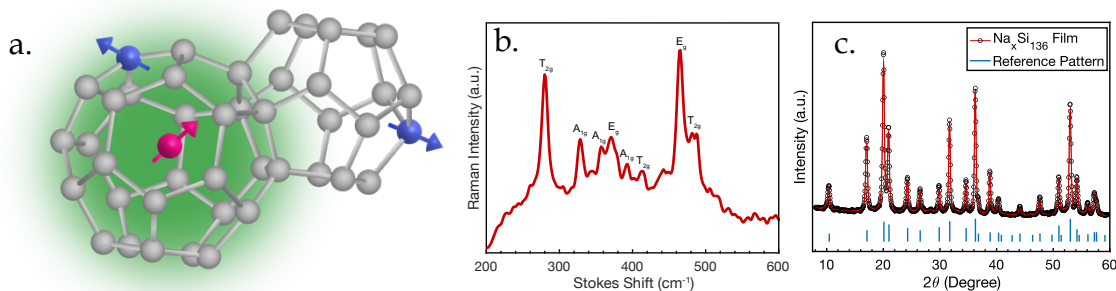 a.
b.
T2g
A1g
A1g
Eg
A1g
T2g
Eg
T2g
Raman Intensity (a.u.)
200 300 400 500 600
Stokes Shift (cm⁻¹)
c.
NaxSi136 Film
Reference Pattern
Intensity (a.u.)
10 20 30 40 50 60
2θ (Degree)